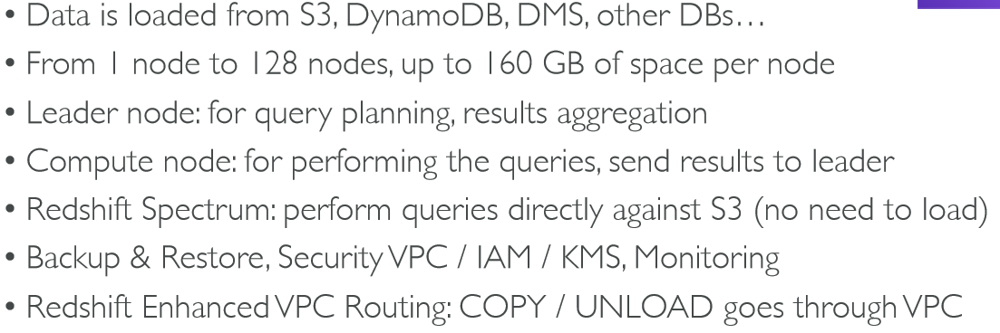 • Data is loaded from S3, DynamoDB, DMS, other DBs…
• From 1 node to 128 nodes, up to 160 GB of space per node
• Leader node: for query planning, results aggregation
• Compute node: for performing the queries, send results to leader
• Redshift Spectrum: perform queries directly against S3 (no need to load)
• Backup & Restore, Security VPC / IAM / KMS, Monitoring
• Redshift Enhanced VPC Routing: COPY / UNLOAD goes through VPC